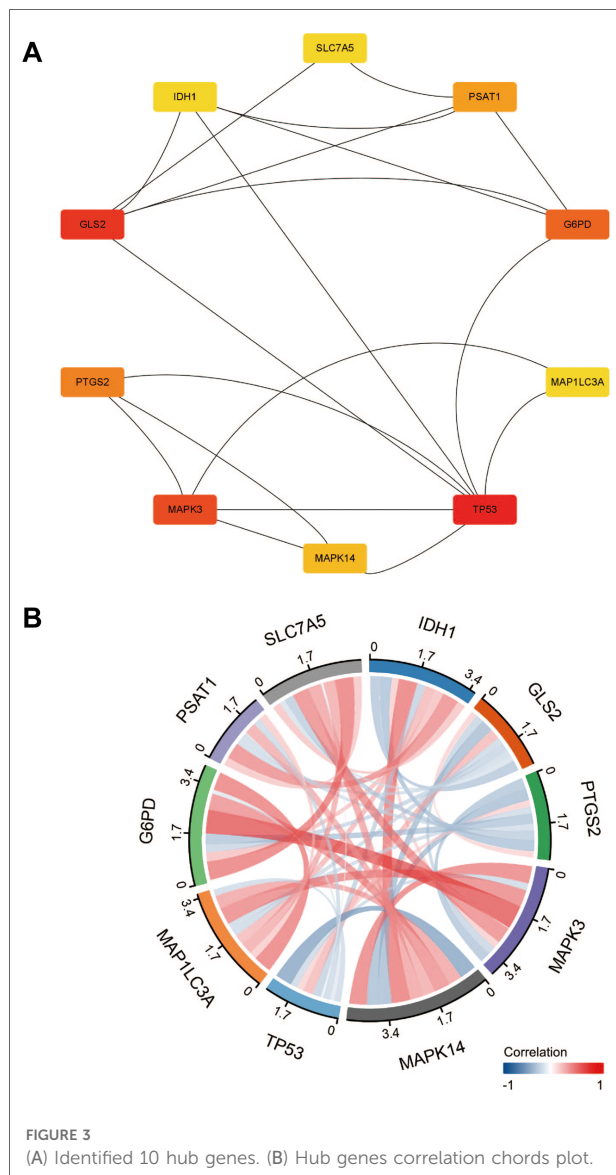 A
SLC7A5
IDH1
PSAT1
GLS2
G6PD
PTGS2
MAP1LC3A
MAPK3
TP53
MAPK14
B
SLC7A5
IDH1
0
1.7
0
1.7
3.4
PSAT1
1.7
0
GLS2
0
1.7
0
G6PD
3.4
1.7
0
PTGS2
0
1.7
MAP1LC3A
3.4
1.7
0
MAPK3
0
1.7
3.4
TP53
1.7
0
MAPK14
3.4
1.7
0
Correlation
-1
1
FIGURE 3
(A) Identified 10 hub genes. (B) Hub genes correlation chords plot.